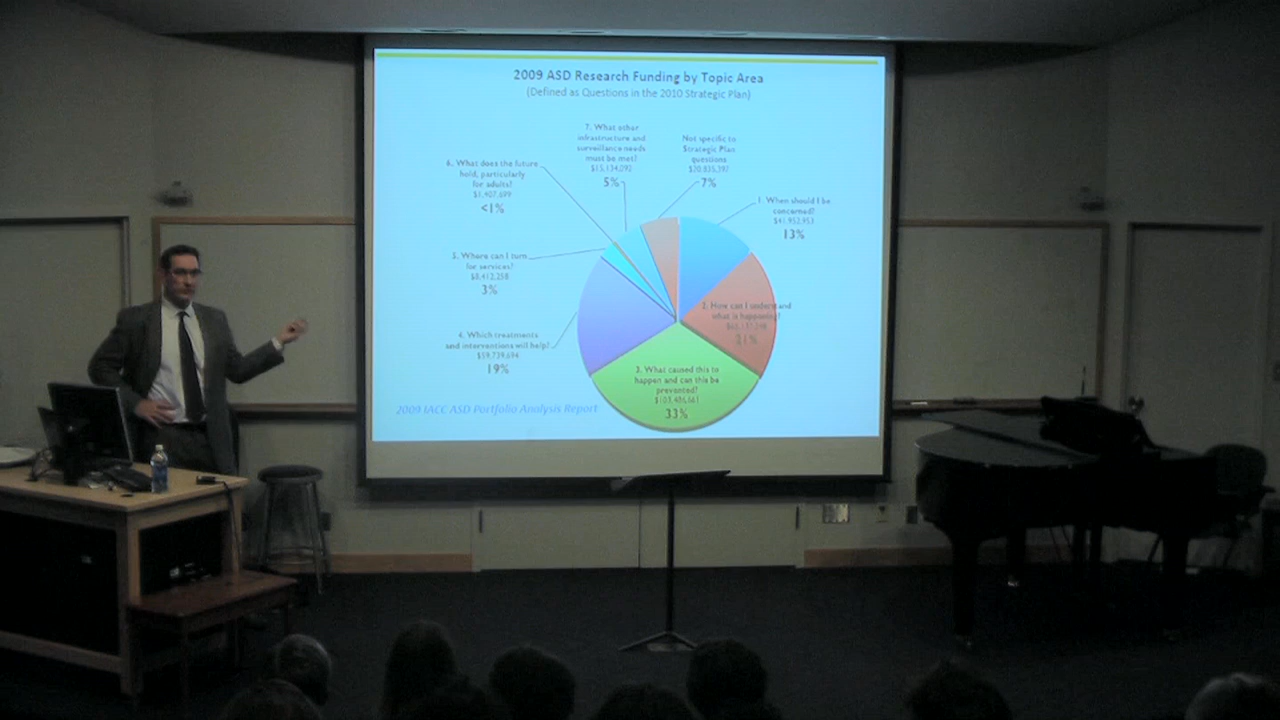 2009 ASD Research Funding by Topic Area
(Defined as Questions in the 2010 Strategic Plan)
7. What other
infrastructure and
surveillance needs
must be met?
$15,134,092
5%
Not specific to
Strategic Plan
questions
$20,835,397
7%
6. What does the future
hold, particularly
for adults?
$1,407,699
<1%
1. When should I be
concerned?
$41,952,953
13%
5. Where can I turn
for services?
$8,412,258
3%
2. How can I understand
what is happening?
21%
4. Which treatments
and interventions will help?
$59,739,694
19%
3. What caused this to
happen and can this be
prevented?
$103,486,661
33%
2009 IACC ASD Portfolio Analysis Report